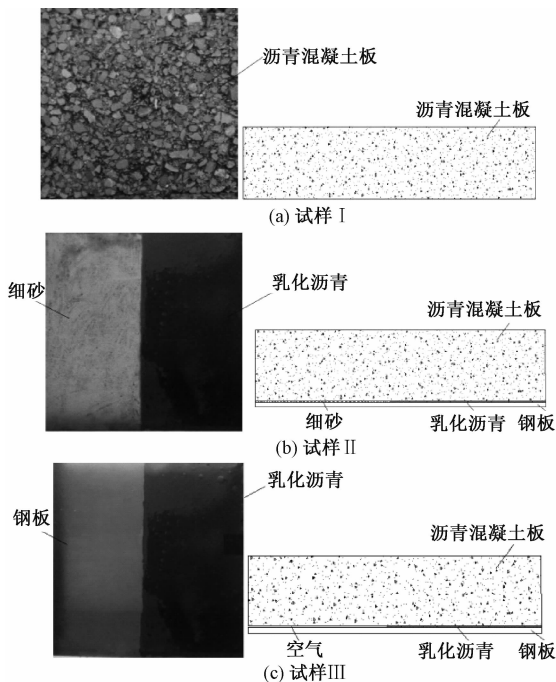 沥青混凝土板
沥青混凝土板
(a) 试样Ⅰ
细砂
乳化沥青
沥青混凝土板
细砂
乳化沥青
钢板
(b) 试样Ⅱ
乳化沥青
钢板
沥青混凝土板
空气
乳化沥青
钢板
(c) 试样Ⅲ